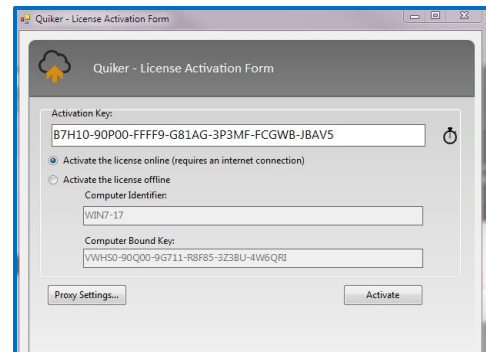 Quiker - License Activation Form
Quiker - License Activation Form
Activation Key:
B7H10-90P00-FFFF9-G81AG-3P3MF-FCGWB-JBAV5
Activate the license online (requires an internet connection)
Activate the license offline
Computer Identifier:
WIN7-17
Computer Bound Key:
VWHS0-90Q00-9G711-R8F85-3Z3BU-4W6QRI
Proxy Settings...
Activate